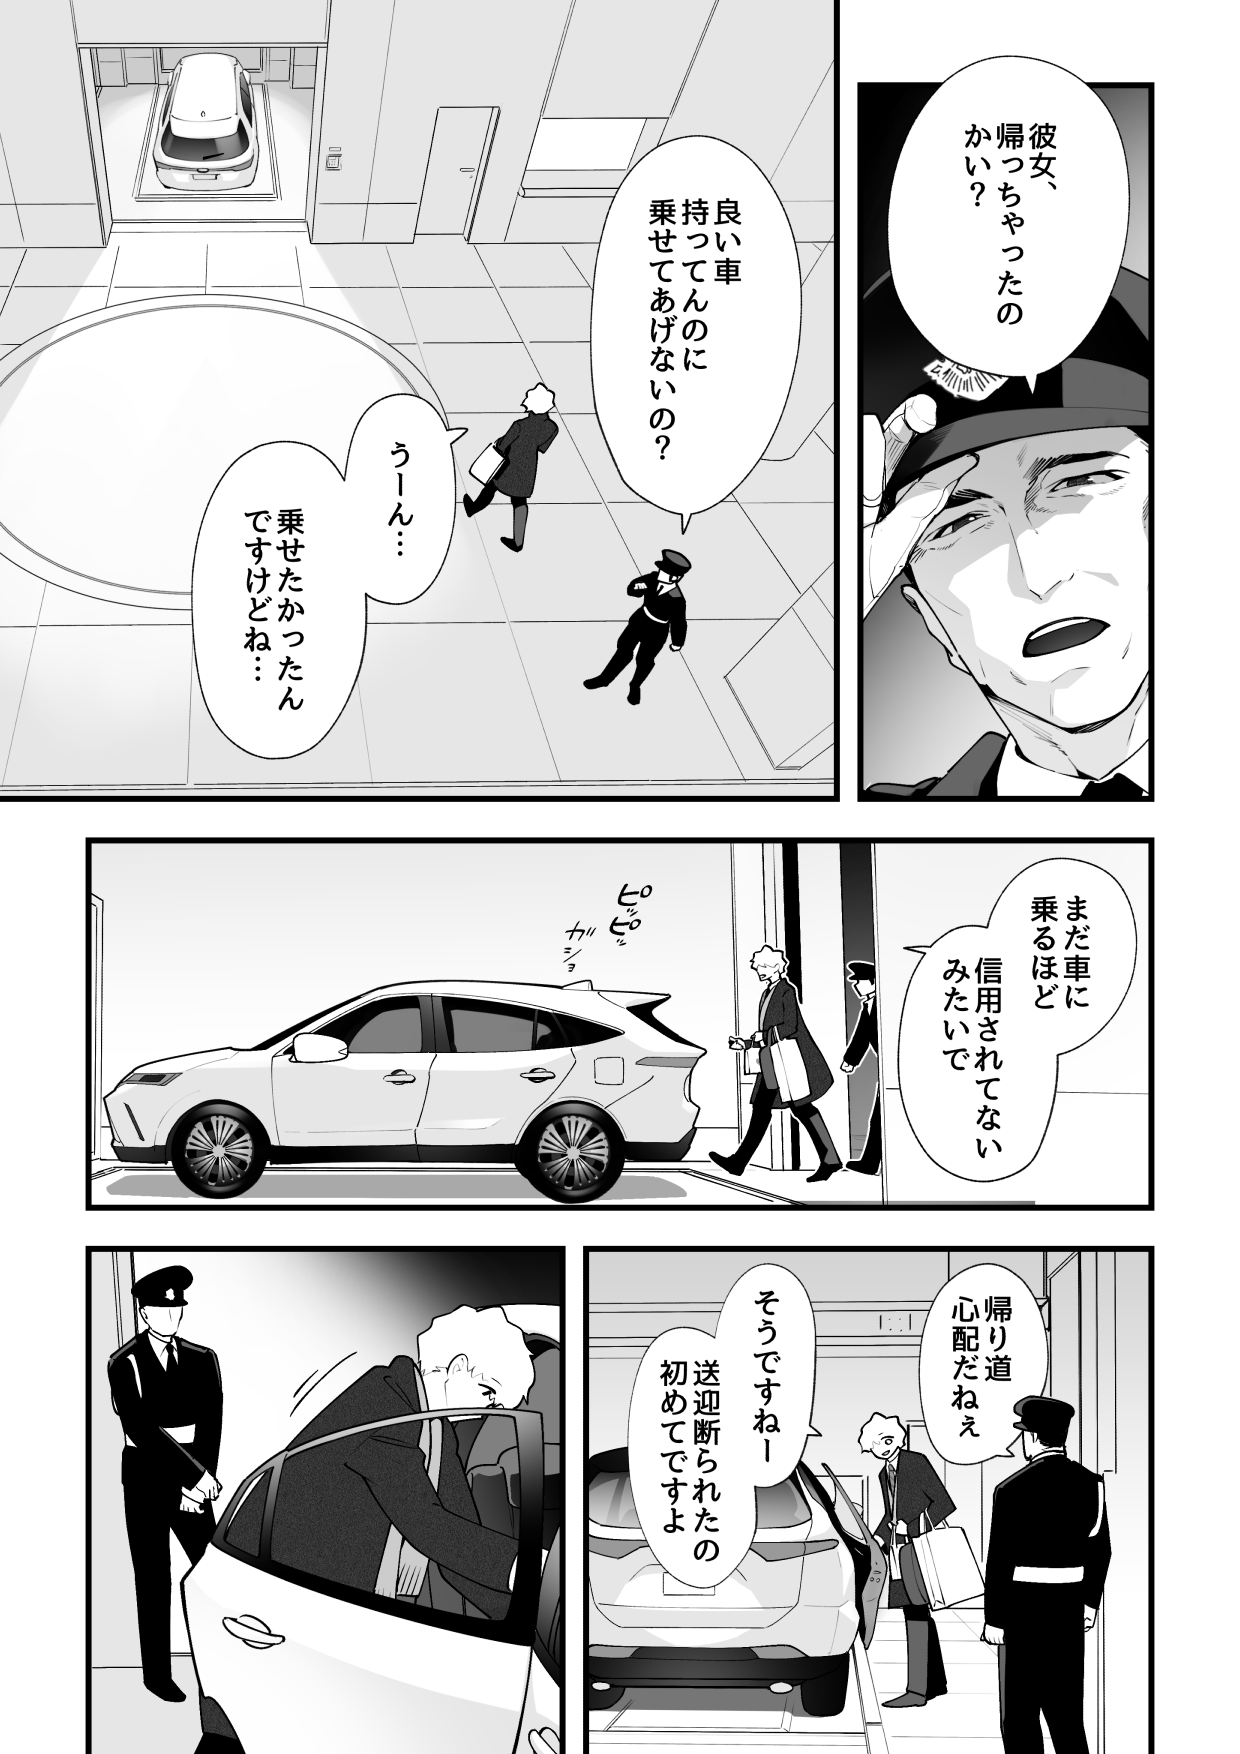 彼女、
帰っちゃったの
かい？
良い車
持ってんのに
乗せてあげないの？
うーん…
乗せたかったん
ですけどね…
まだ車に
乗るほど
信用されてない
みたいで
ピピッ
ピピッ
ガショ
帰り道
心配だねぇ
そうですねー
送迎断られたの
初めてですよ